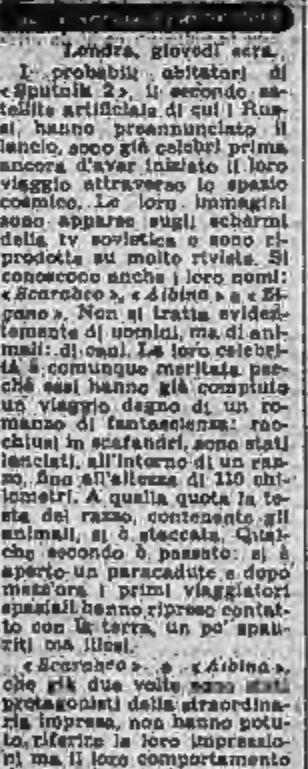 Londra, giovedì sera.
I probabili abitatori di
«Sputnik 2», il secondo sa-
tellite artificiale di cui i Rus-
si hanno preannunciato il
lancio, sono già celebri prima
ancora d'aver iniziato il loro
viaggio attraverso lo spazio
cosmico. Le loro immagini
sono apparse sugli schermi
della tv sovietica e sono ri-
prodotte su molte riviste. Si
conoscono anche i loro nomi:
«Scarabeo», «Albina» e
Non si tratta eviden-
temente di uomini, ma di ani-
mali: di cani. La loro celebri-
tà è comunque meritata per-
ché essi hanno già compiuto
un viaggio degno di un ro-
manzo di fantascienza: rac-
chiusi in scafandri, sono stati
lanciati, all'interno di un raz-
zo, fino all'altezza di 110 chi-
lometri. A quella quota la te-
sta del razzo, contenente gli
animali, si è staccata. Qual-
che secondo è passato: si è
aperto un paracadute e dopo
mezz'ora i primi viaggiatori
spaziali hanno ripreso contat-
to con la terra, un po' spau-
riti ma illesi.
«Scarabeo» e «Albina»,
che già due volte sono stati
protagonisti della straordina-
ria impresa, non hanno potu-
to riferire le loro impressio-
ni ma il loro comportamento